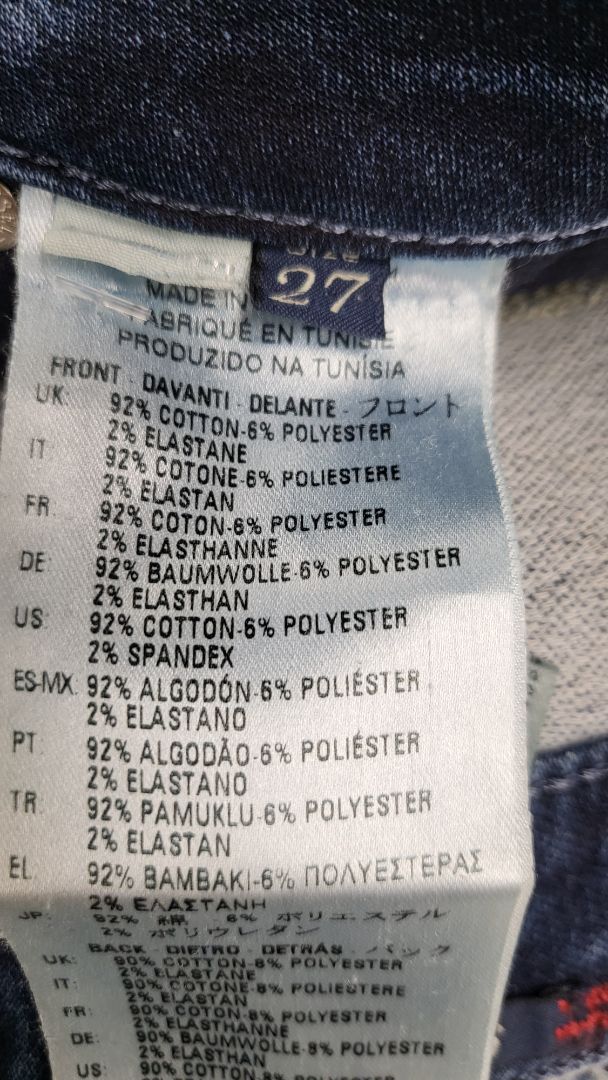 SIZE
27
MADE IN
FABRIQUÉ EN TUNISIE
PRODUZIDO NA TUNÍSIA
FRONT - DAVANTI - DELANTE - フロント
UK: 92% COTTON-6% POLYESTER
2% ELASTANE
IT 92% COTONE-6% POLIESTERE
2% ELASTAN
FR 92% COTON-6% POLYESTER
2% ELASTHANNE
DE: 92% BAUMWOLLE-6% POLYESTER
2% ELASTHAN
US: 92% COTTON-6% POLYESTER
2% SPANDEX
ES-MX. 92% ALGODÓN-6% POLIÉSTER
2% ELASTANO
PT: 92% ALGODÃO-6% POLIÉSTER
2% ELASTANO
TR: 92% PAMUKLU-6% POLYESTER
2% ELASTAN
EL 92% ΒΑΜΒΑΚΙ-6% ΠΟΛΥΕΣΤΕΡΑΣ
2% ΕΛΑΣΤΑΝΗ
JP: 92% 綿 6% ポリエステル
2% ポリウレタン
BACK - DIETRO - DETRÁS - バック
UK: 90% COTTON-8% POLYESTER
2% ELASTANE
IT: 90% COTONE-8% POLIESTERE
2% ELASTAN
FR: 90% COTON-8% POLYESTER
2% ELASTHANNE
DE: 90% BAUMWOLLE-8% POLYESTER
2% ELASTHAN
US: 90% COTTON-8% POLYESTER